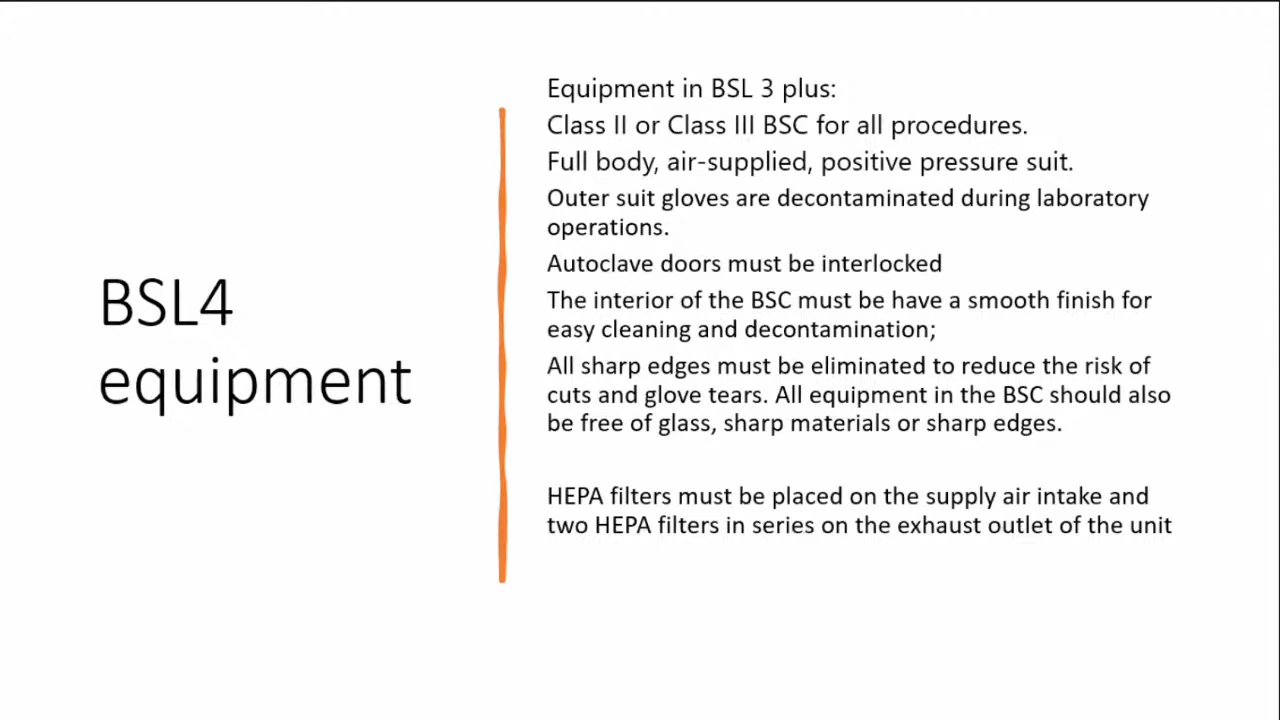 BSL4
equipment
Equipment in BSL 3 plus:
Class II or Class III BSC for all procedures.
Full body, air-supplied, positive pressure suit.
Outer suit gloves are decontaminated during laboratory
operations.
Autoclave doors must be interlocked
The interior of the BSC must be have a smooth finish for
easy cleaning and decontamination;
All sharp edges must be eliminated to reduce the risk of
cuts and glove tears. All equipment in the BSC should also
be free of glass, sharp materials or sharp edges.
HEPA filters must be placed on the supply air intake and
two HEPA filters in series on the exhaust outlet of the unit